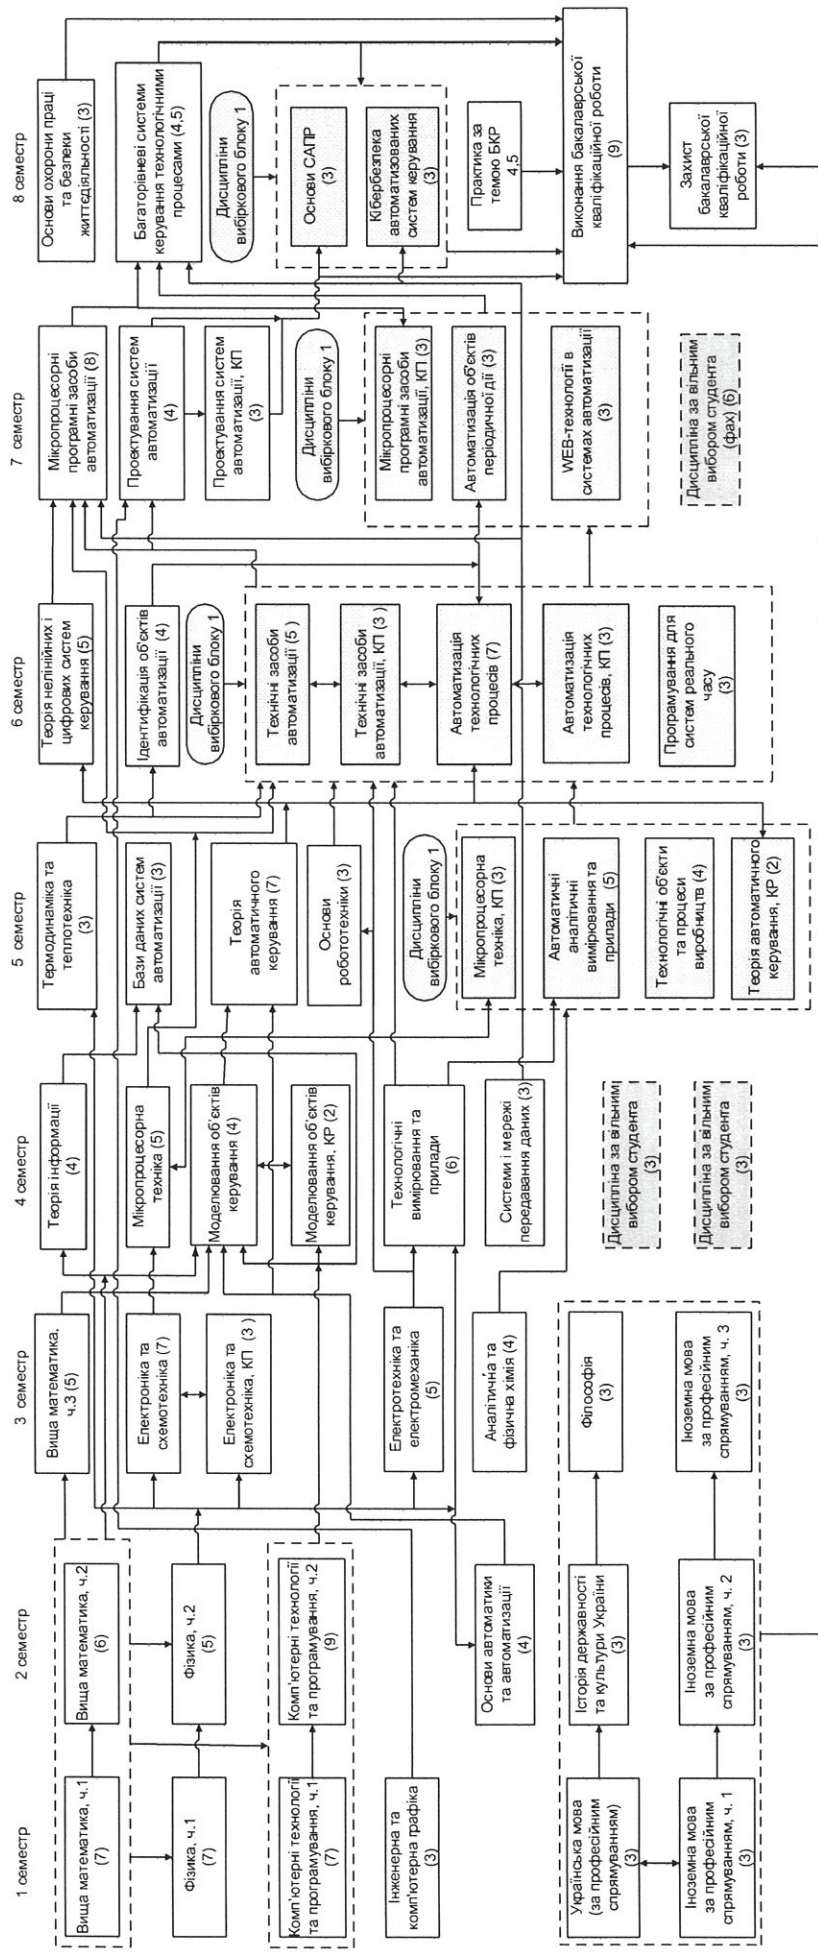 1 семестр
Вища математика, ч.1
(7)
Фізика, ч.1
(7)
Комп'ютерні технології
та програмування, ч.1
(7)
Інженерна та
комп'ютерна графіка
(3)
Українська мова
(за професійним
спрямуванням)
(3)
Іноземна мова
за професійним
спрямуванням, ч. 1
(3)
2 семестр
Вища математика, ч.2
(6)
Фізика, ч.2
(5)
Комп'ютерні технології
та програмування, ч.2
(9)
Основи автоматики
та автоматизації
(4)
Історія державності
та культури України
(3)
Іноземна мова
за професійним
спрямуванням, ч. 2
(3)
3 семестр
Вища математика,
ч.3 (5)
Електроніка та
схемотехніка (7)
Електроніка та
схемотехніка, КП (3)
Електротехніка та
електромеханіка
(5)
Аналітична та
фізична хімія (4)
Філософія
(3)
Іноземна мова
за професійним
спрямуванням, ч. 3
(3)
4 семестр
Теорія інформації
(4)
Мікропроцесорна
техніка (5)
Моделювання об'єктів
керування (4)
Моделювання об'єктів
керування, КР (2)
Технологічні
вимірювання та
прилади
(6)
Системи і мережі
передавання даних (3)
Дисципліна за вільним
вибором студента
(3)
Дисципліна за вільним
вибором студента
(3)
5 семестр
Термодинаміка та
теплотехніка
(3)
Бази даних систем
автоматизації (3)
Теорія
автоматичного
керування (7)
Основи
робототехніки (3)
Дисципліни
вибіркового блоку 1
Мікропроцесорна
техніка, КП (3)
Автоматичні
аналітичні
вимірювання та
прилади (5)
Технологічні об'єкти
та процеси
виробництв (4)
Теорія автоматичного
керування, КР (2)
6 семестр
Теорія нелінійних і
цифрових систем
керування (5)
Ідентифікація об'єктів
автоматизації (4)
Дисципліни
вибіркового блоку 1
Технічні засоби
автоматизації (5)
Технічні засоби
автоматизації, КП (3)
Автоматизація
технологічних
процесів (7)
Автоматизація
технологічних
процесів, КП (3)
Програмування для
систем реального
часу
(3)
7 семестр
Мікропроцесорні
програмні засоби
автоматизації (8)
Проектування систем
автоматизації
(4)
Проектування систем
автоматизації, КП
(3)
Дисципліни
вибіркового блоку 1
Мікропроцесорні
програмні засоби
автоматизації, КП (3)
Автоматизація об'єктів
періодичної дії (3)
WEB-технології в
системах автоматизації
(3)
Дисципліна за вільним
вибором студента
(фах) (6)
8 семестр
Основи охорони праці
та безпеки
життєдіяльності (3)
Багаторівневі системи
керування технологічними
процесами (4,5)
Дисципліни
вибіркового блоку 1
Основи САПР
(3)
Кібербезпека
автоматизованих
систем керування
(3)
Практика за
темою БКР
4,5
Виконання бакалаврської
кваліфікаційної роботи
(9)
Захист
бакалаврської
кваліфікаційної
роботи (3)